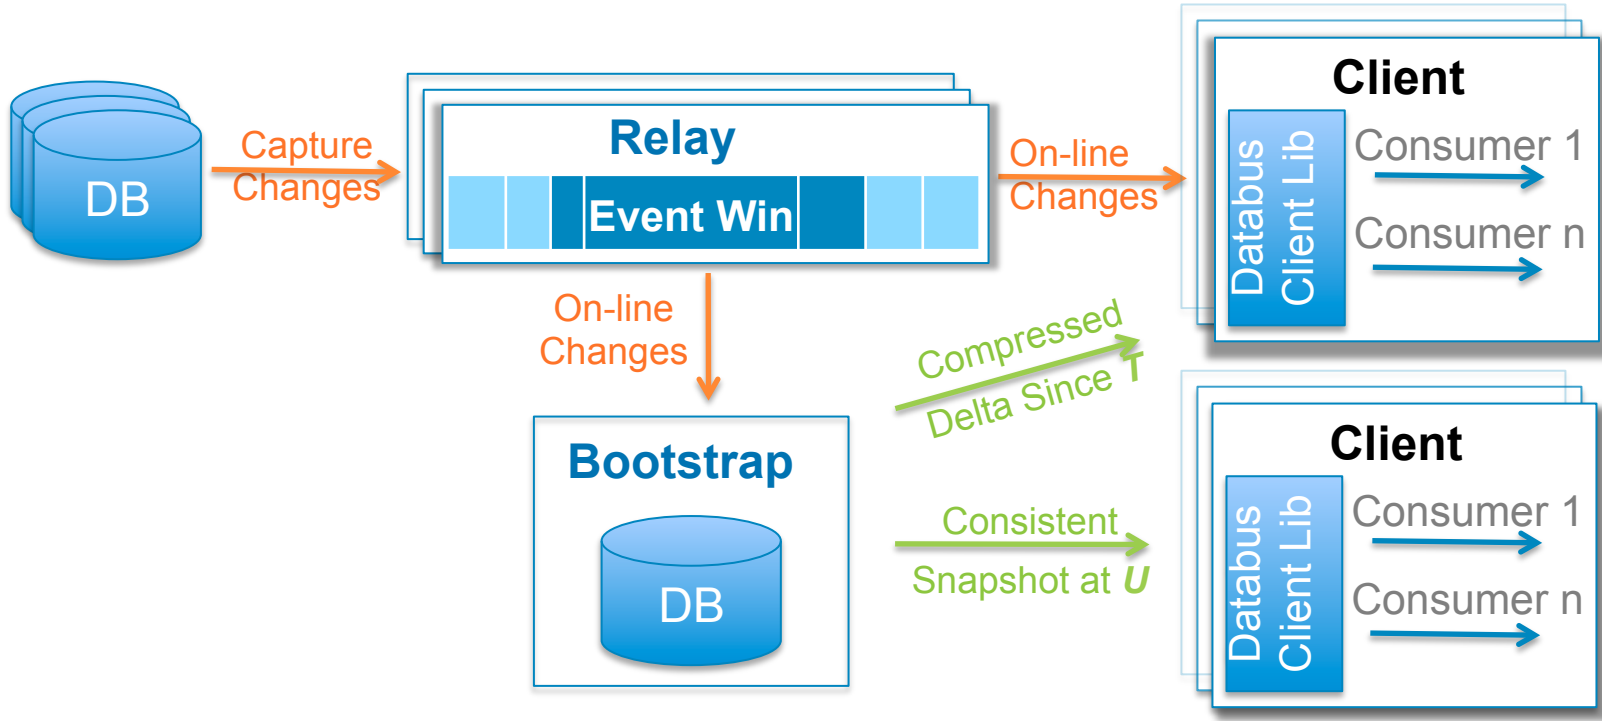 DB
Capture
Changes
Relay
Event Win
On-line
Changes
Client
Databus
Client Lib
Consumer 1
Consumer n
On-line
Changes
Compressed
Delta Since T
Bootstrap
DB
Consistent
Snapshot at U
Client
Databus
Client Lib
Consumer 1
Consumer n